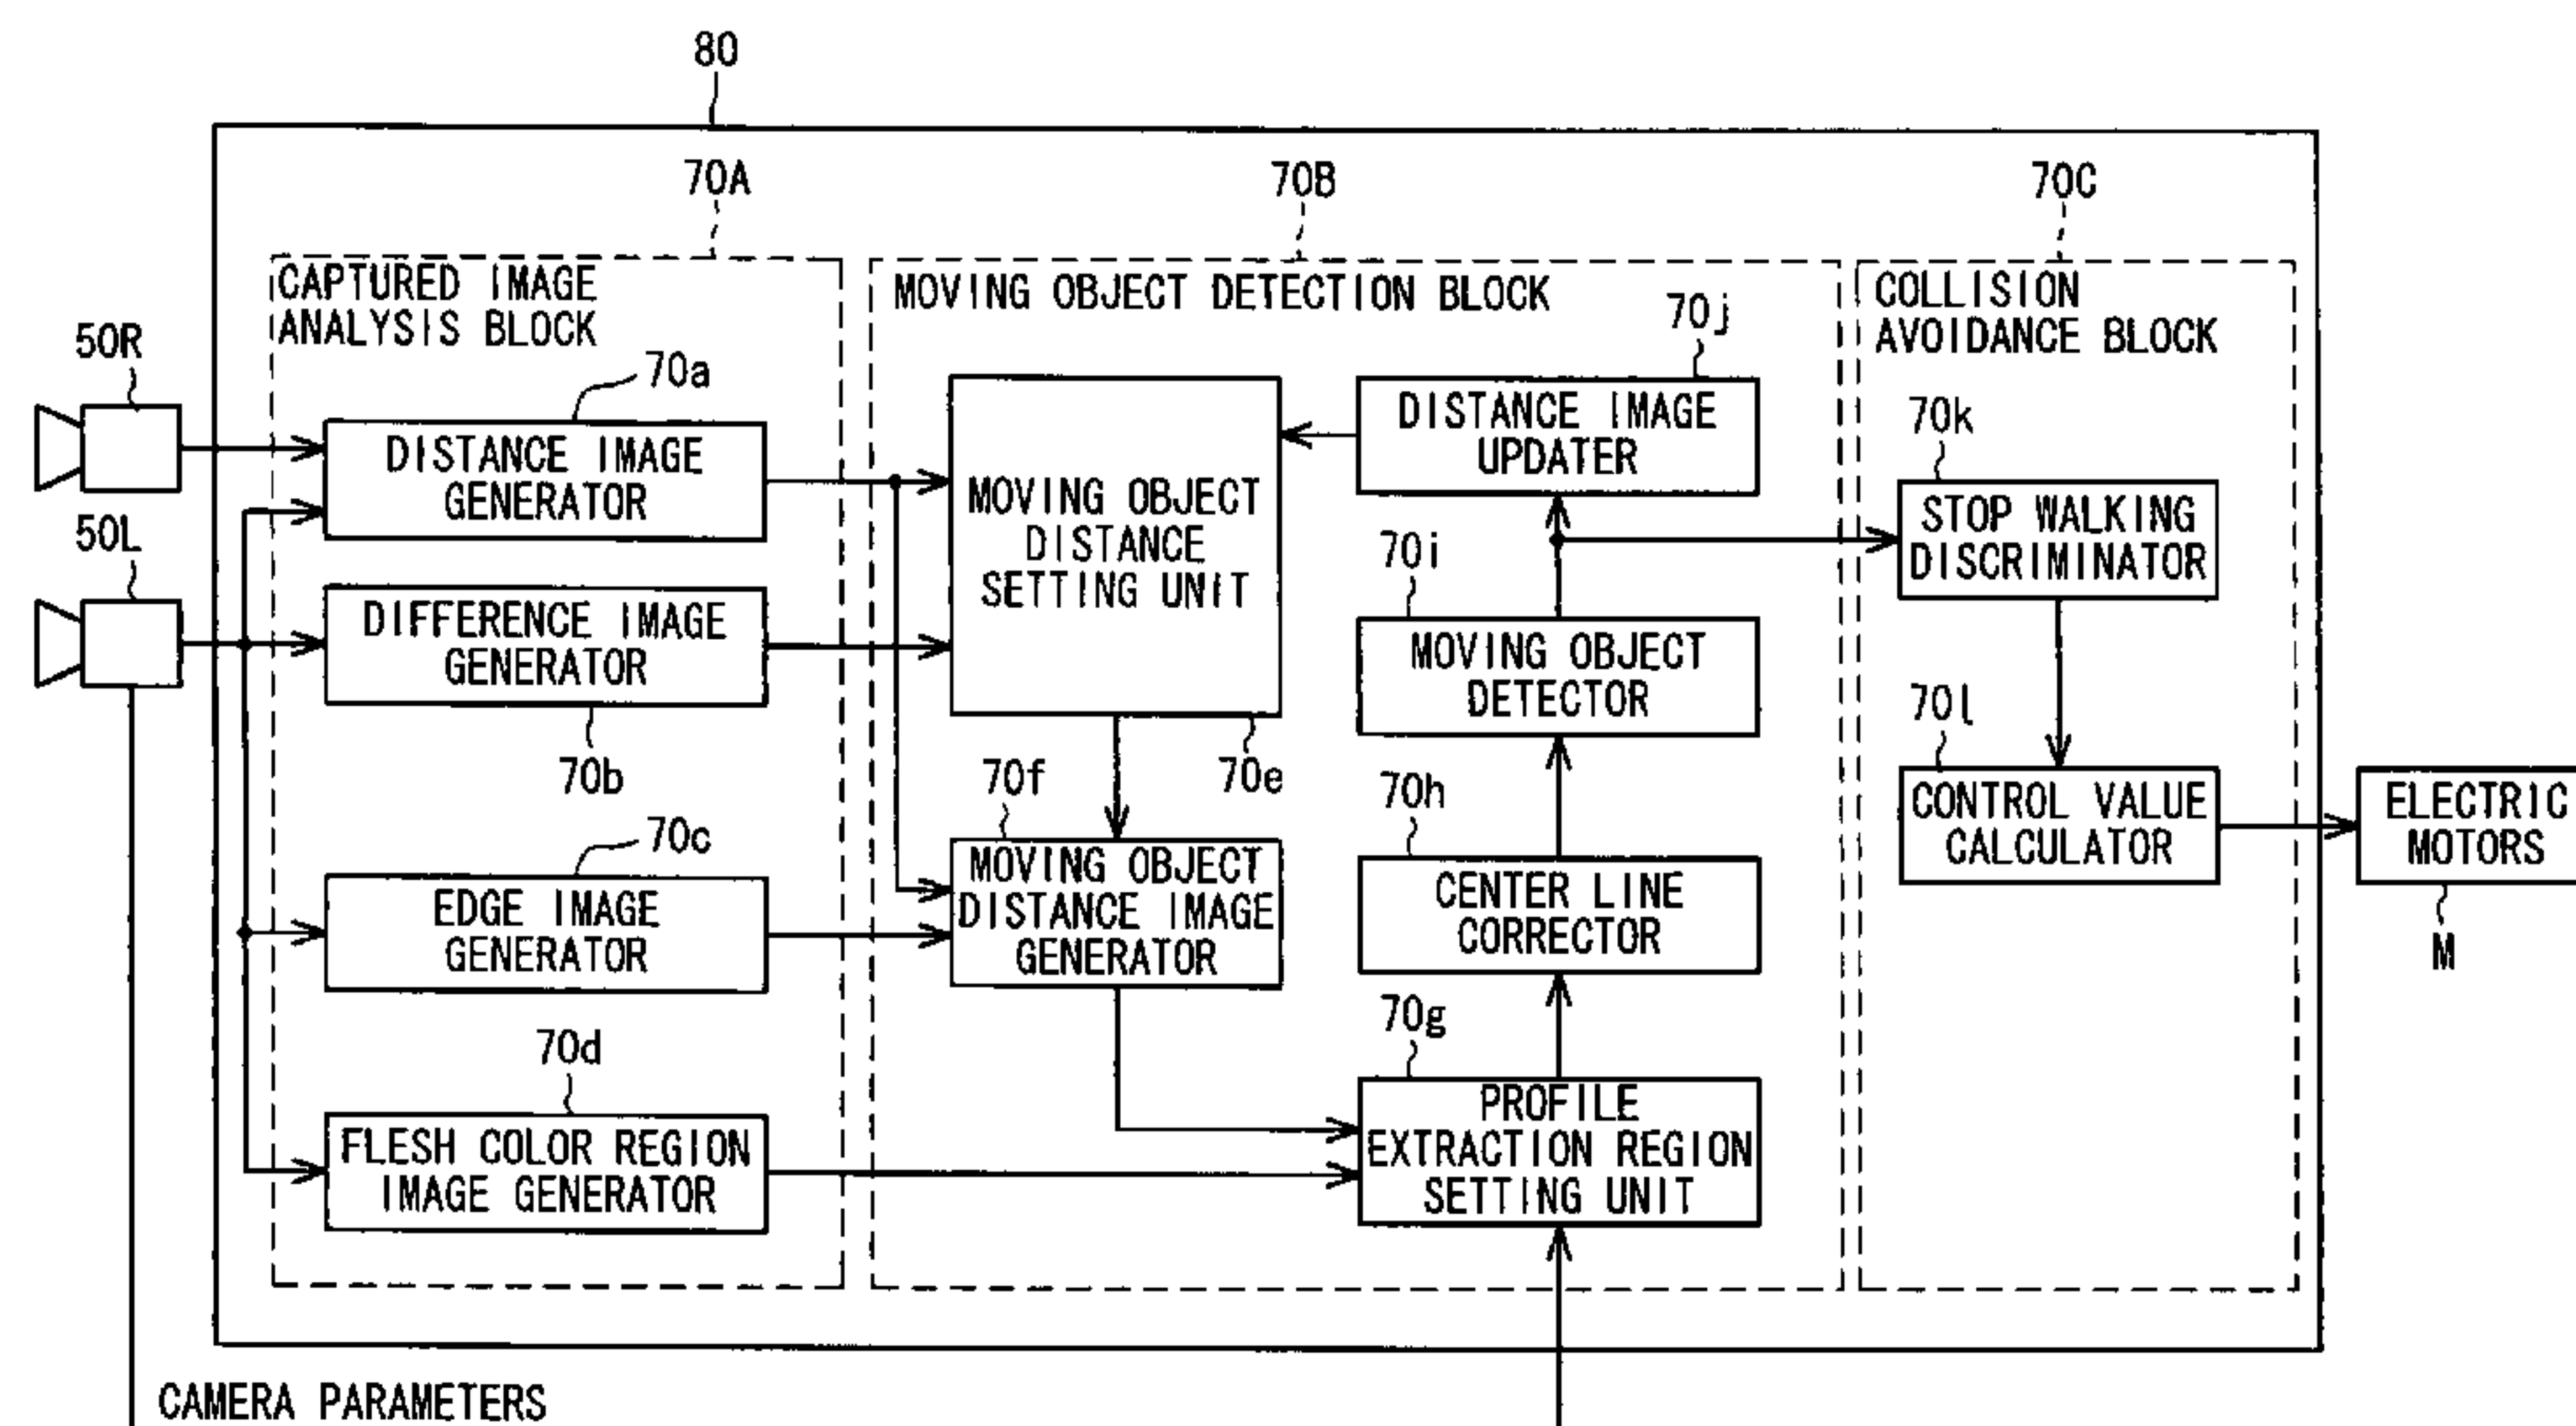 80
70A
70B
70C
CAPTURED IMAGE
ANALYSIS BLOCK
MOVING OBJECT DETECTION BLOCK
COLLISION
AVOIDANCE BLOCK
50R
50L
70a
DISTANCE IMAGE
GENERATOR
DIFFERENCE IMAGE
GENERATOR
70b
70c
EDGE IMAGE
GENERATOR
70d
FLESH COLOR REGION
IMAGE GENERATOR
MOVING OBJECT
DISTANCE
SETTING UNIT
70e
70f
MOVING OBJECT
DISTANCE IMAGE
GENERATOR
70j
DISTANCE IMAGE
UPDATER
70i
MOVING OBJECT
DETECTOR
70h
CENTER LINE
CORRECTOR
70g
PROFILE
EXTRACTION REGION
SETTING UNIT
70k
STOP WALKING
DISCRIMINATOR
70l
CONTROL VALUE
CALCULATOR
ELECTRIC
MOTORS
M
CAMERA PARAMETERS